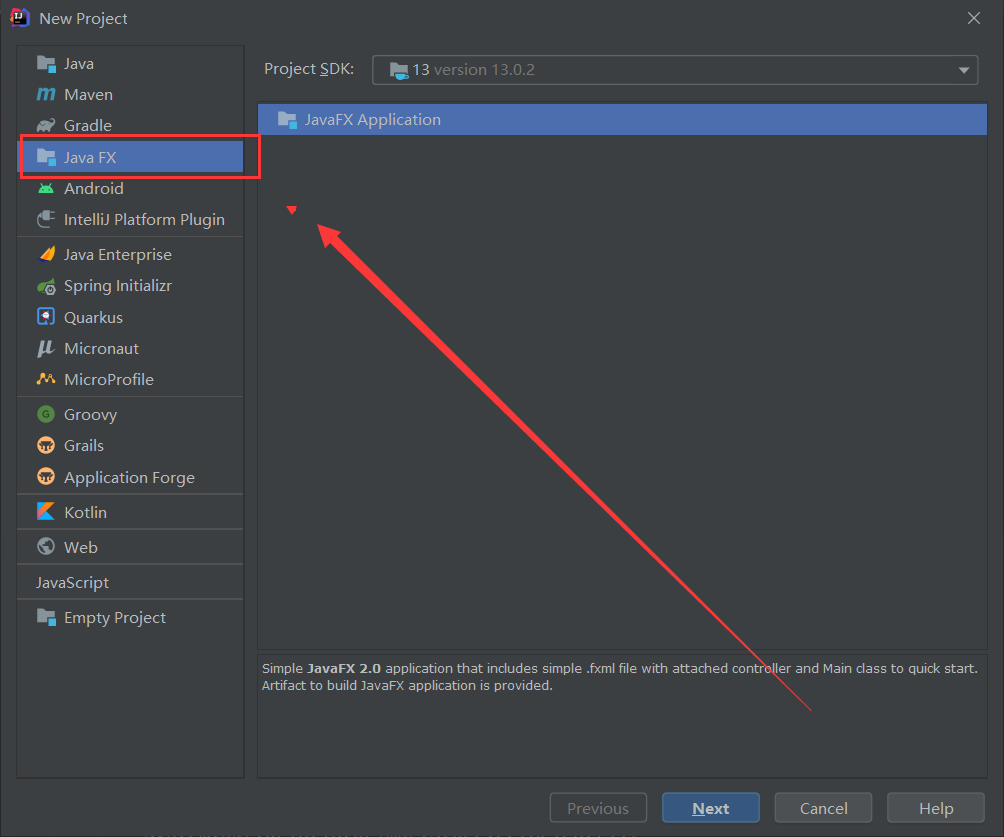 New Project
Java
Maven
Gradle
Java FX
Android
IntelliJ Platform Plugin
Java Enterprise
Spring Initializr
Quarkus
Micronaut
MicroProfile
Groovy
Grails
Application Forge
Kotlin
Web
JavaScript
Empty Project
Project SDK: 13 version 13.0.2
JavaFX Application
Simple JavaFX 2.0 application that includes simple .fxml file with attached controller and Main class to quick start.
Artifact to build JavaFX application is provided.
Previous Next Cancel Help